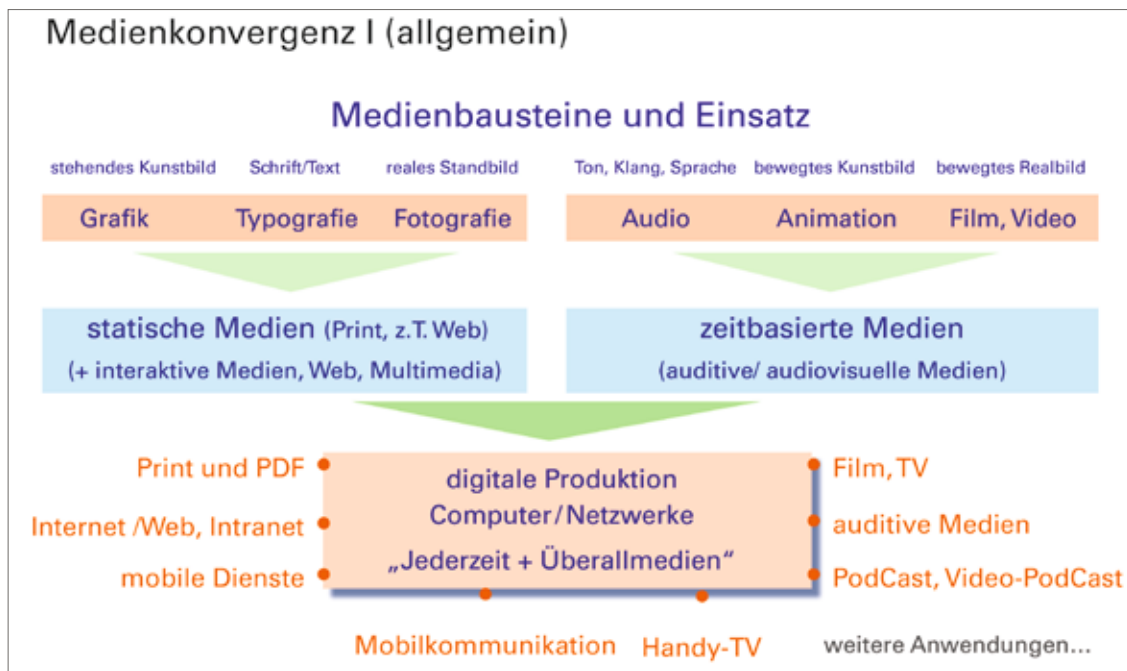 Medienkonvergenz I (allgemein)
Medienbausteine und Einsatz
stehendes Kunstbild Schrift/Text reales Standbild Ton, Klang, Sprache bewegtes Kunstbild bewegtes Realbild
Grafik Typografie Fotografie Audio Animation Film, Video
statische Medien (Print, z.T. Web)
(+ interaktive Medien, Web, Multimedia)
zeitbasierte Medien
(auditive/ audiovisuelle Medien)
Print und PDF
Internet /Web, Intranet
mobile Dienste
digitale Produktion
Computer/Netzwerke
„Jederzeit + Überallmedien“
Film, TV
auditive Medien
PodCast, Video-PodCast
Mobilkommunikation Handy-TV weitere Anwendungen...